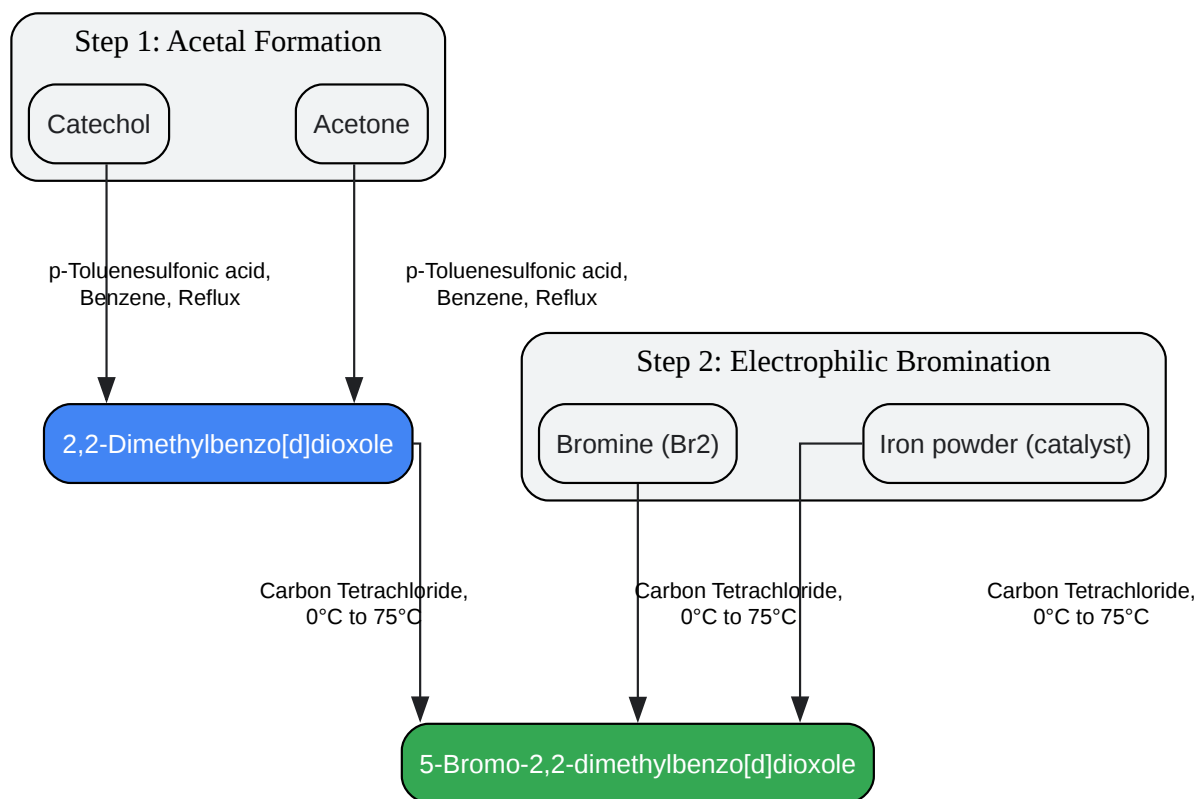 Step 1: Acetal Formation
Catechol
Acetone
p-Toluenesulfonic acid,
Benzene, Reflux
p-Toluenesulfonic acid,
Benzene, Reflux
2,2-Dimethylbenzo[d]dioxole
Step 2: Electrophilic Bromination
Bromine (Br2)
Iron powder (catalyst)
Carbon Tetrachloride,
0°C to 75°C
Carbon Tetrachloride,
0°C to 75°C
Carbon Tetrachloride,
0°C to 75°C
5-Bromo-2,2-dimethylbenzo[d]dioxole